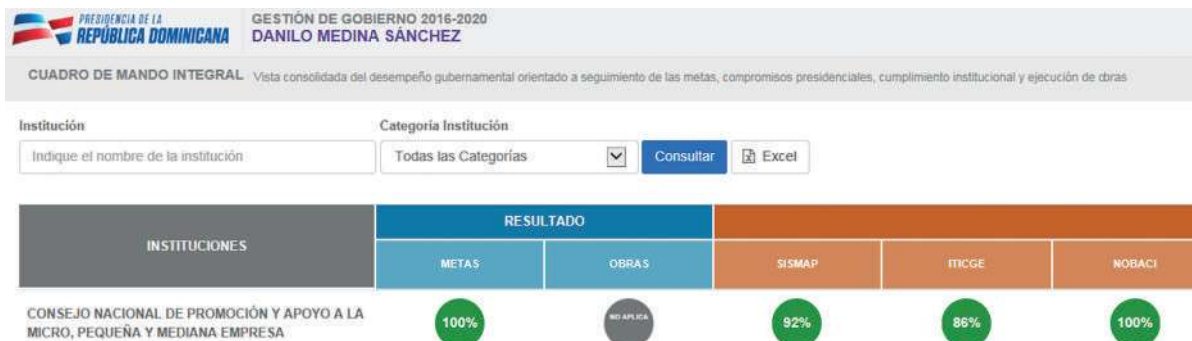 PRESIDENCIA DE LA
REPÚBLICA DOMINICANA
GESTIÓN DE GOBIERNO 2016-2020
DANILO MEDINA SÁNCHEZ
CUADRO DE MANDO INTEGRAL Vista consolidada del desempeño gubernamental orientado a seguimiento de las metas, compromisos presidenciales, cumplimiento institucional y ejecución de obras
Institución
Categoría Institución
Indique el nombre de la institución
Todas las Categorías
Consultar
Excel
INSTITUCIONES
RESULTADO
METAS
OBRAS
SISMAP
ITICGE
NOBACI
CONSEJO NACIONAL DE PROMOCIÓN Y APOYO A LA
MICRO, PEQUEÑA Y MEDIANA EMPRESA
100%
NO APLICA
92%
86%
100%